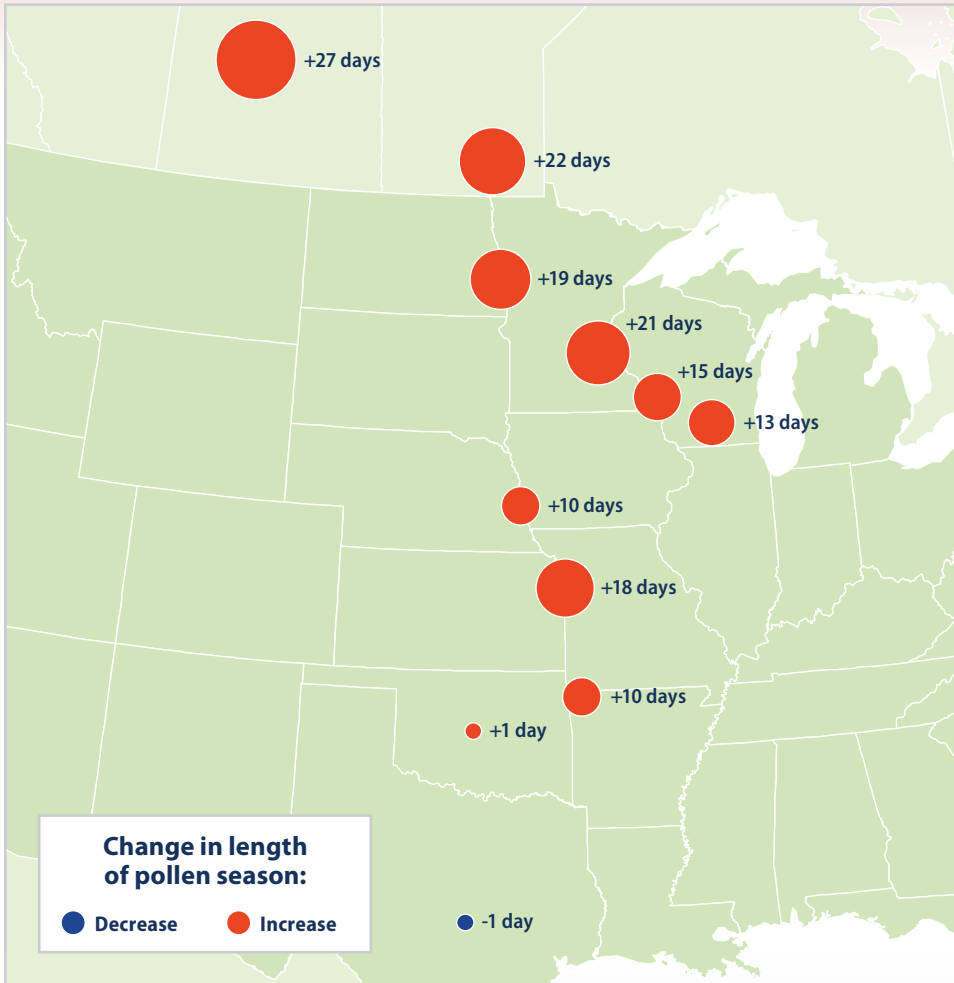 +27 days
+22 days
+19 days
+21 days
+15 days
+13 days
+10 days
+18 days
+10 days
+1 day
Change in length
of pollen season:
Decrease
Increase
-1 day